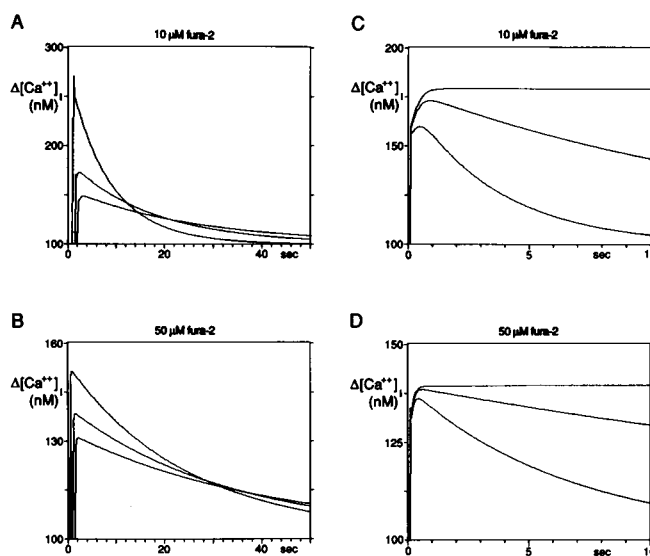 A
10 µM fura-2
300
Δ[Ca++]i
(nM)
200
100
0 20 40 sec
B
50 µM fura-2
160
Δ[Ca++]i
(nM)
130
100
0 20 40 sec
C
10 µM fura-2
200
Δ[Ca++]i
(nM)
150
100
0 5 sec 10
D
50 µM fura-2
150
Δ[Ca++]i
(nM)
125
100
0 5 sec 10